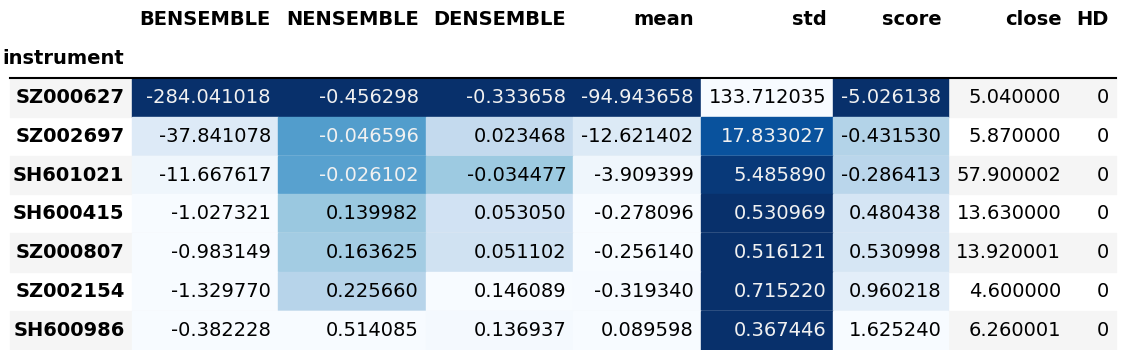 BENSEMBLE NENSEMBLE DENSEMBLE mean std score close HD
instrument
SZ000627 -284.041018 -0.456298 -0.333658 -94.943658 133.712035 -5.026138 5.040000 0
SZ002697 -37.841078 -0.046596 0.023468 -12.621402 17.833027 -0.431530 5.870000 0
SH601021 -11.667617 -0.026102 -0.034477 -3.909399 5.485890 -0.286413 57.900002 0
SH600415 -1.027321 0.139982 0.053050 -0.278096 0.530969 0.480438 13.630000 0
SZ000807 -0.983149 0.163625 0.051102 -0.256140 0.516121 0.530998 13.920001 0
SZ002154 -1.329770 0.225660 0.146089 -0.319340 0.715220 0.960218 4.600000 0
SH600986 -0.382228 0.514085 0.136937 0.089598 0.367446 1.625240 6.260001 0